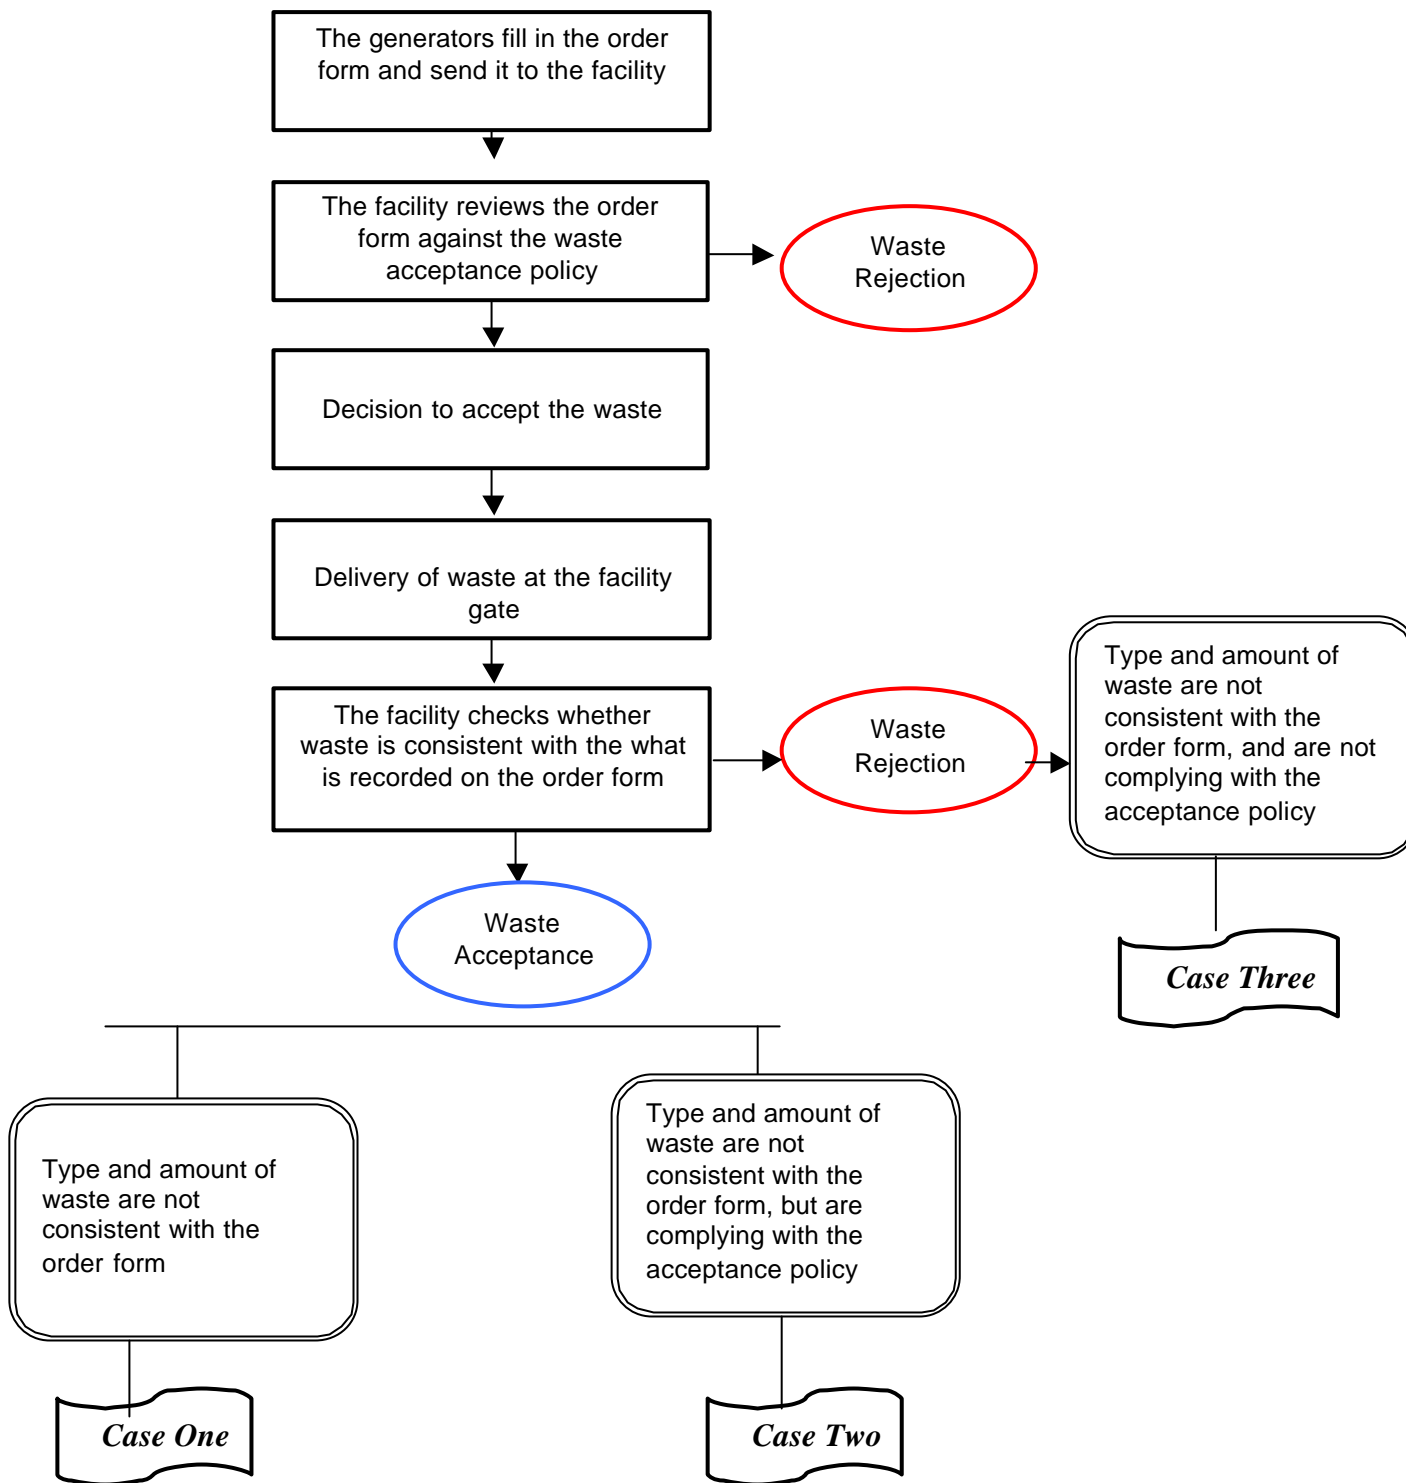 The generators fill in the order
form and send it to the facility
The facility reviews the order
form against the waste
acceptance policy
Waste
Rejection
Decision to accept the waste
Delivery of waste at the facility
gate
The facility checks whether
waste is consistent with the what
is recorded on the order form
Waste
Rejection
Type and amount of
waste are not
consistent with the
order form, and are not
complying with the
acceptance policy
Waste
Acceptance
Case Three
Type and amount of
waste are not
consistent with the
order form
Type and amount of
waste are not
consistent with the
order form, but are
complying with the
acceptance policy
Case One
Case Two